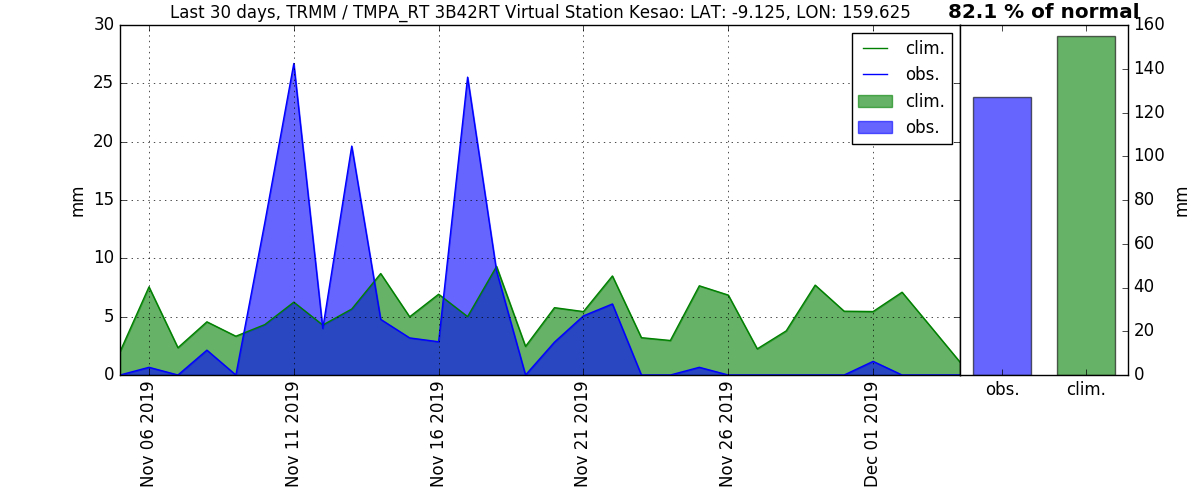 Last 30 days, TRMM / TMPA_RT 3B42RT Virtual Station Kesao: LAT: -9.125, LON: 159.625
82.1 % of normal
30
25
20
15
10
5
0
mm
clim.
obs.
clim.
obs.
Nov 06 2019
Nov 11 2019
Nov 16 2019
Nov 21 2019
Nov 26 2019
Dec 01 2019
160
140
120
100
80
60
40
20
0
mm
obs.
clim.